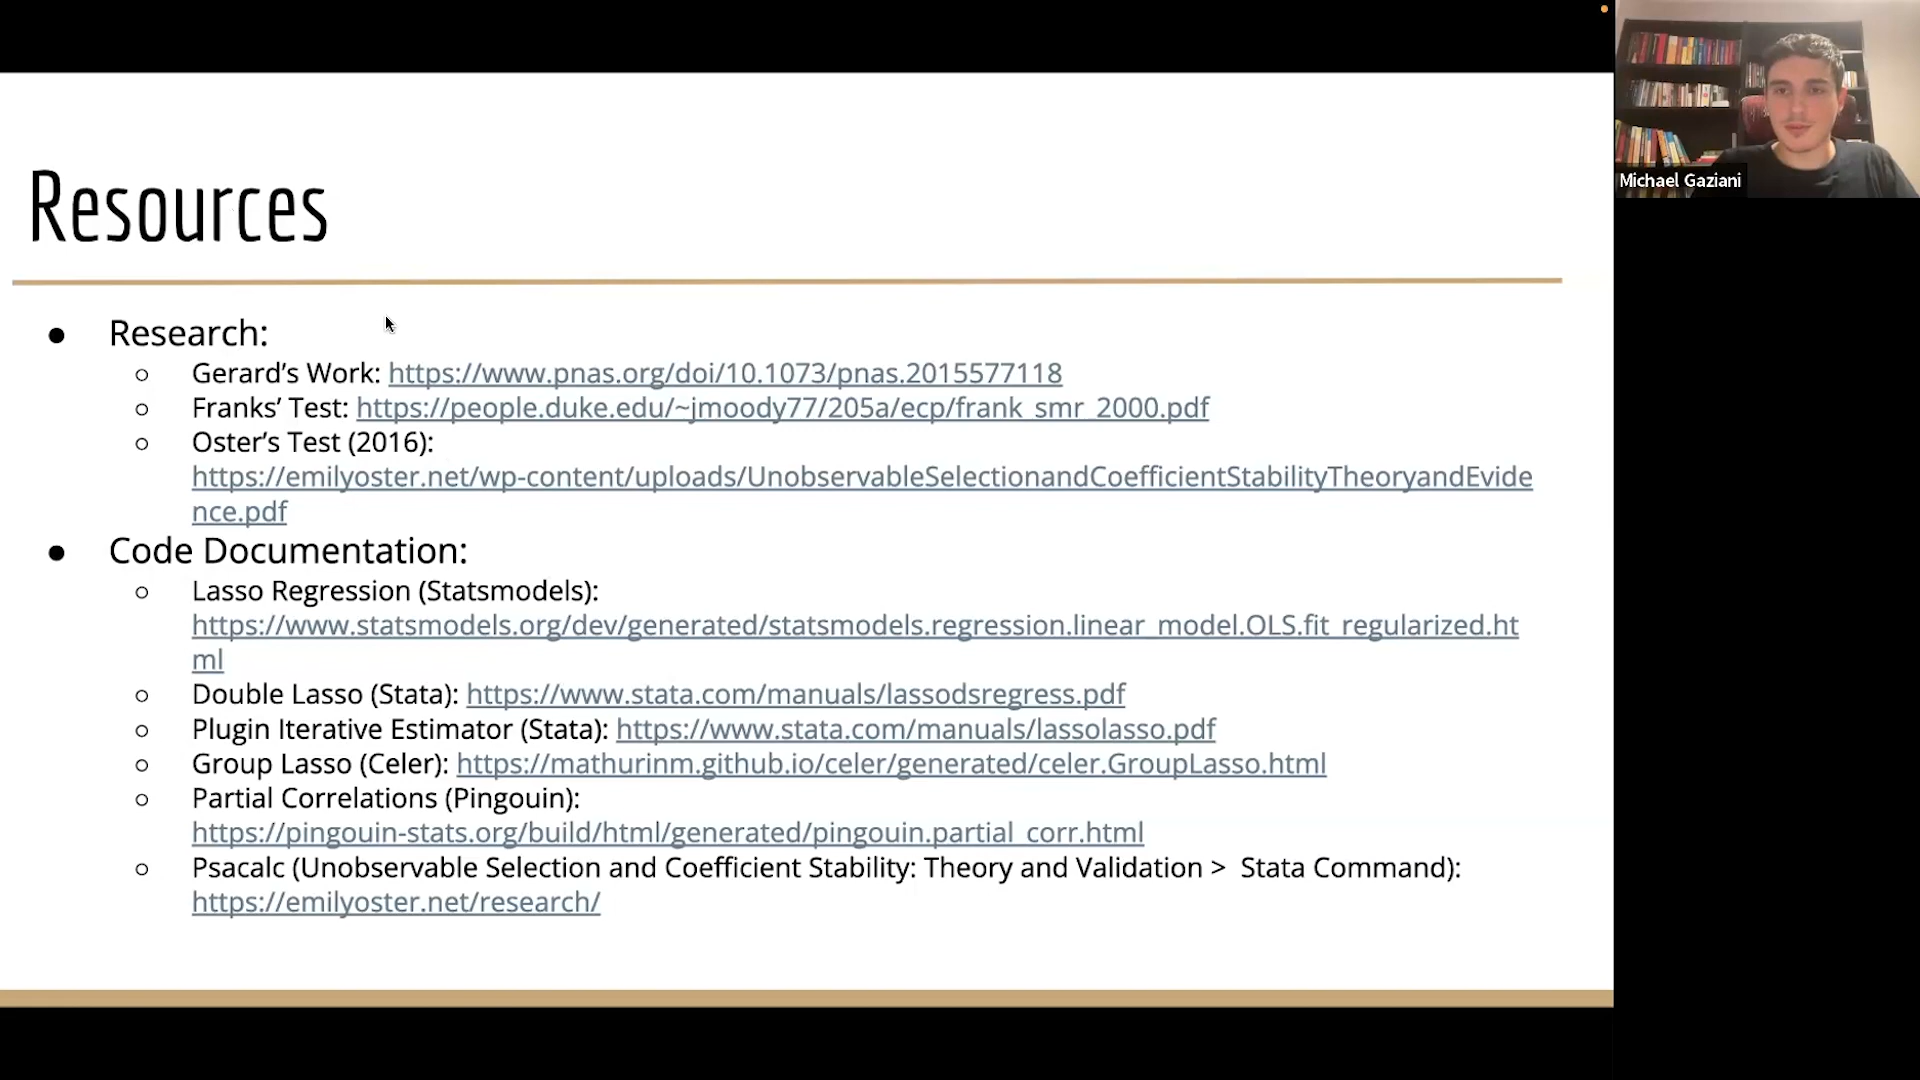 Resources
● Research:
○ Gerard's Work: https://www.pnas.org/doi/10.1073/pnas.2015577118
○ Franks' Test: https://people.duke.edu/~jmoody77/205a/ecp/frank_smr_2000.pdf
○ Oster's Test (2016):
https://emilyoster.net/wp-content/uploads/UnobservableSelectionandCoefficientStabilityTheoryandEvide
nce.pdf
● Code Documentation:
○ Lasso Regression (Statsmodels):
https://www.statsmodels.org/dev/generated/statsmodels.regression.linear_model.OLS.fit_regularized.ht
ml
○ Double Lasso (Stata): https://www.stata.com/manuals/lassodsregress.pdf
○ Plugin Iterative Estimator (Stata): https://www.stata.com/manuals/lassolasso.pdf
○ Group Lasso (Celer): https://mathurinm.github.io/celer/generated/celer.GroupLasso.html
○ Partial Correlations (Pingouin):
https://pingouin-stats.org/build/html/generated/pingouin.partial_corr.html
○ Psacalc (Unobservable Selection and Coefficient Stability: Theory and Validation > Stata Command):
https://emilyoster.net/research/
Michael Gaziani